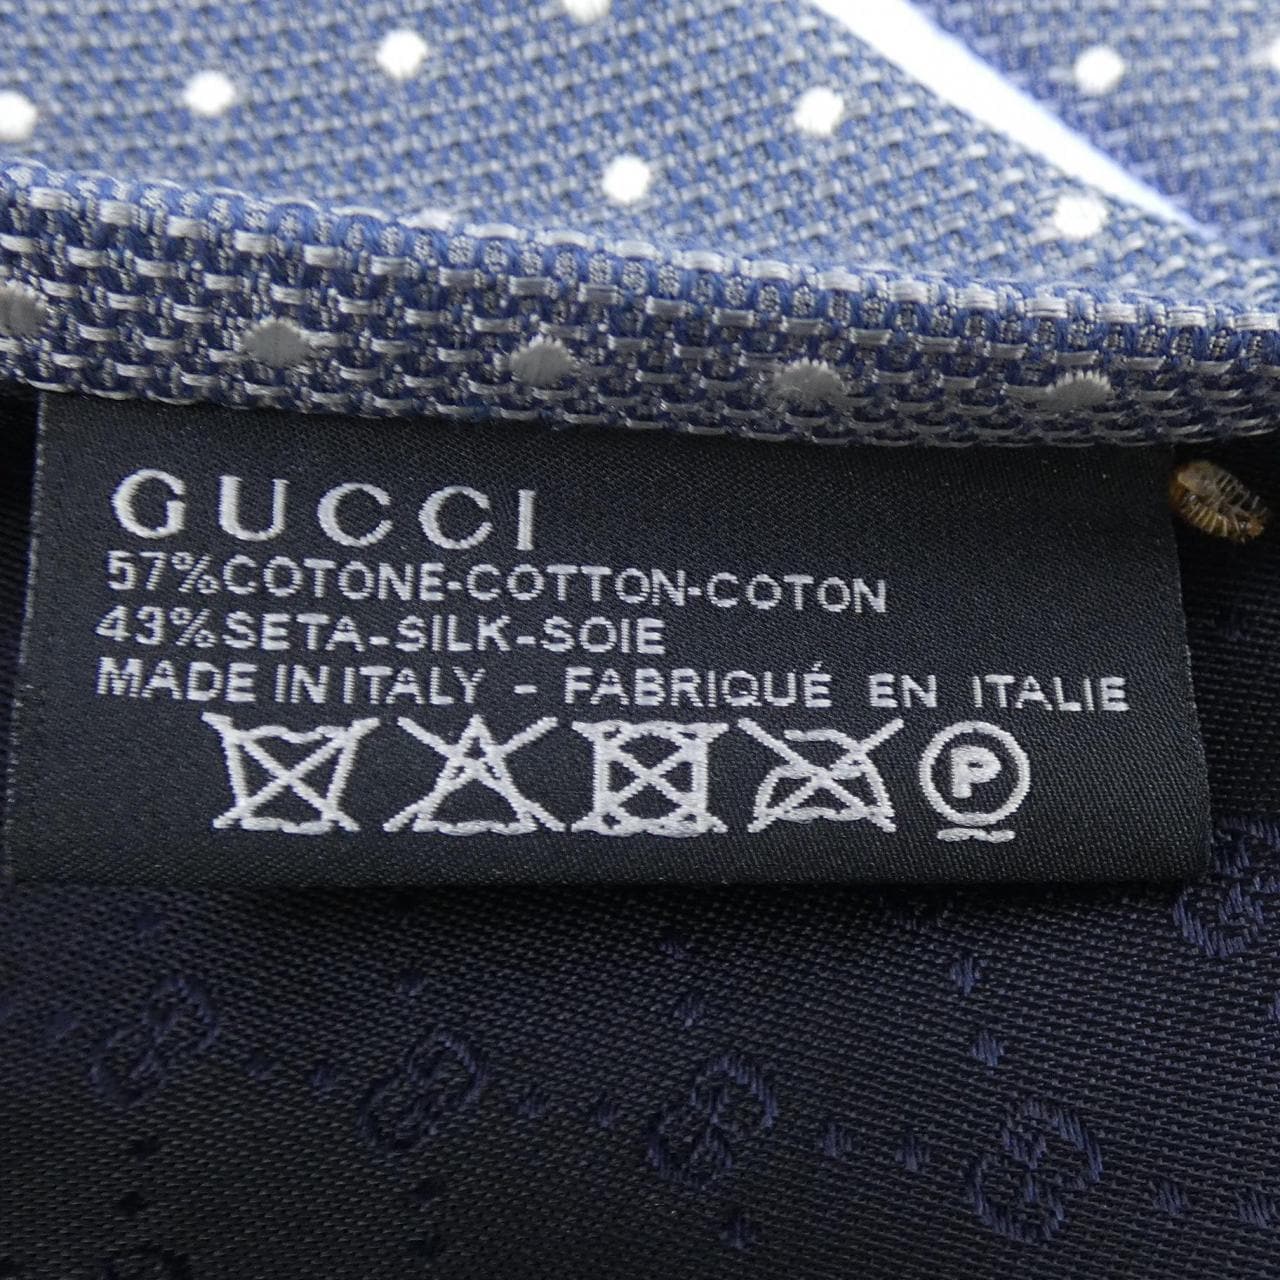 GUCCI
57%COTONE-COTTON-COTON
43%SETA-SILK-SOIE
MADE IN ITALY - FABRIQUÉ EN ITALIE
P